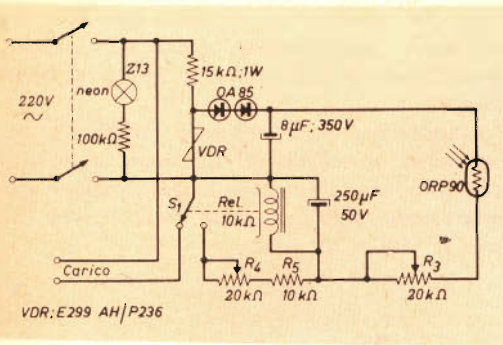 220V
~
Z13
neon
100kΩ
15kΩ;1W
OA85
VDR
8µF;350V
ORP90
S1
Rel.
10kΩ
250µF
50V
Carico
R4
20kΩ
R5
10kΩ
R3
20kΩ
VDR: E299 AH/P236